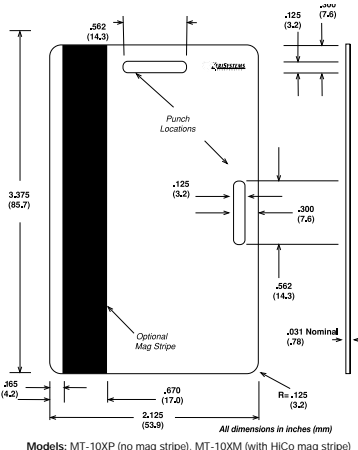 .562
(14.3)
.125
(3.2)
.300
(7.6)
Punch
Locations
3.375
(85.7)
.125
(3.2)
.300
(7.6)
.562
(14.3)
Optional
Mag Stripe
.031 Nominal
(.78)
.165
(4.2)
.670
(17.0)
R= .125
(3.2)
2.125
(53.9)
All dimensions in inches (mm)
Models: MT-10XP (no mag stripe), MT-10XM (with HiCo mag stripe)